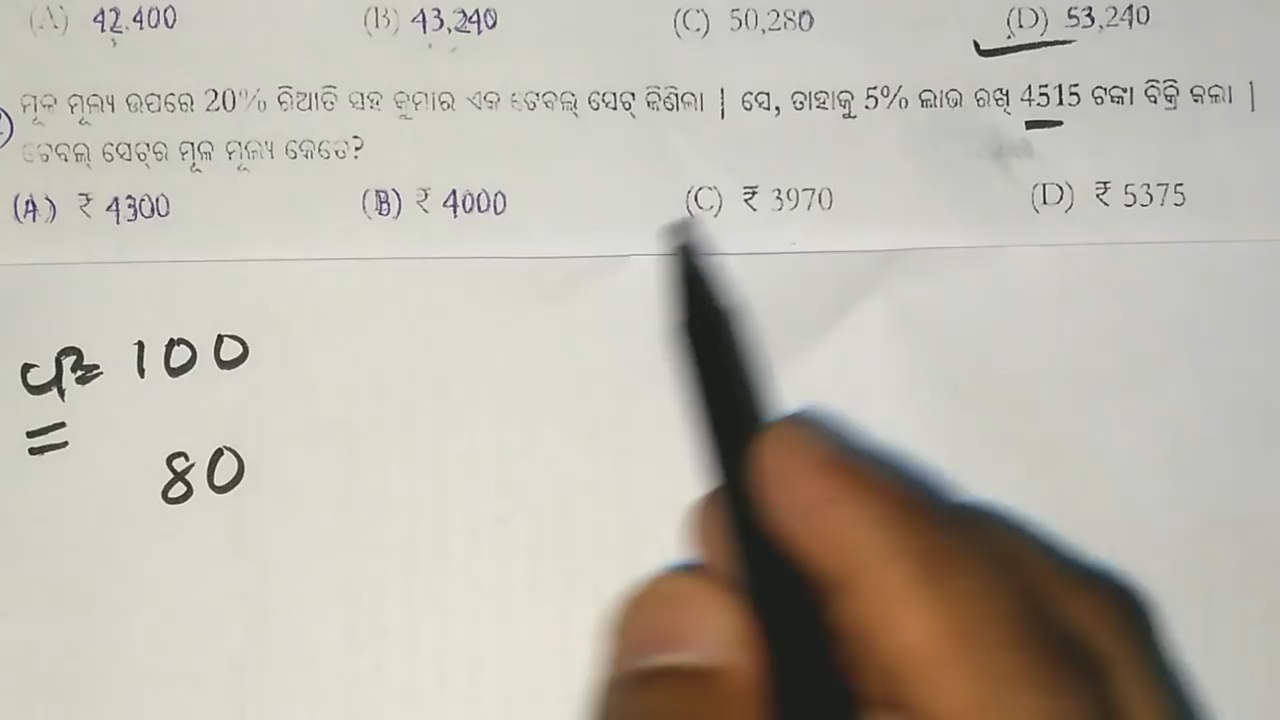 (A) 42.400 (B) 43,240 (C) 50,280 (D) 53,240
ମୂଳ ମୂଲ୍ୟ ଉପରେ 20% ରିଆତି ସହ କୁମାର ଏକ ଟେବଲ୍ ସେଟ୍ କିଣିଲା | ସେ, ତାହାକୁ 5% ଲାଭ ରଖି 4515 ଟଙ୍କା ବିକ୍ରି କଲା |
ଟେବଲ୍ ସେଟ୍‌ର ମୂଳ ମୂଲ୍ୟ କେତେ?
(A) ₹ 4300 (B) ₹ 4000 (C) ₹ 3970 (D) ₹ 5375
100
=
80